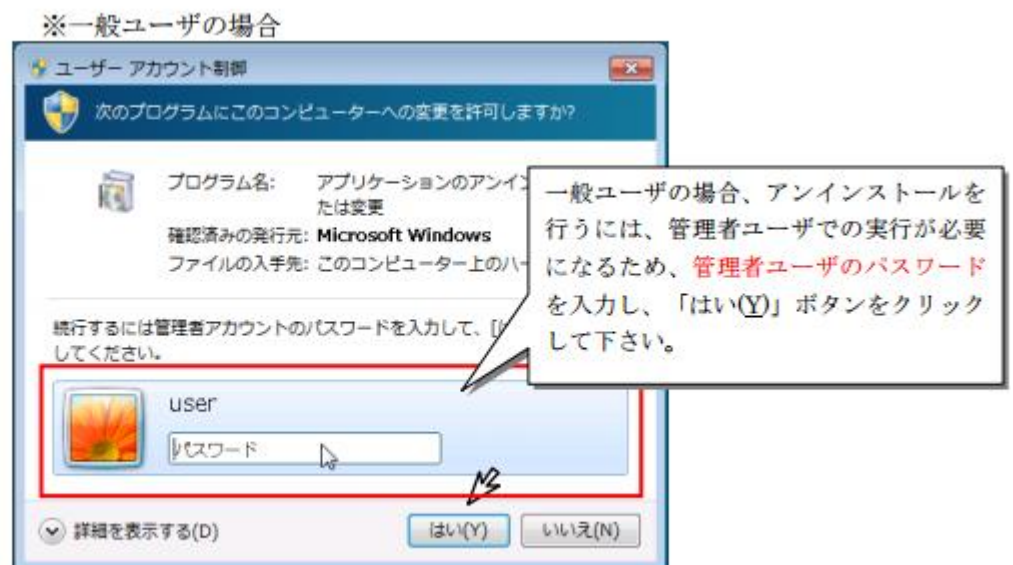 ※一般ユーザの場合
ユーザー アカウント制御
次のプログラムにこのコンピューターへの変更を許可しますか?
プログラム名: アプリケーションのアンイン
たは変更
確認済みの発行元: Microsoft Windows
ファイルの入手先: このコンピューター上のハー
一般ユーザの場合、アンインストールを
行うには、管理者ユーザでの実行が必要
になるため、管理者ユーザのパスワード
を入力し、「はい(Y)」ボタンをクリック
して下さい。
続行するには管理者アカウントのパスワードを入力して、[
してください。
user
パスワード
詳細を表示する(D)
はい(Y)
いいえ(N)